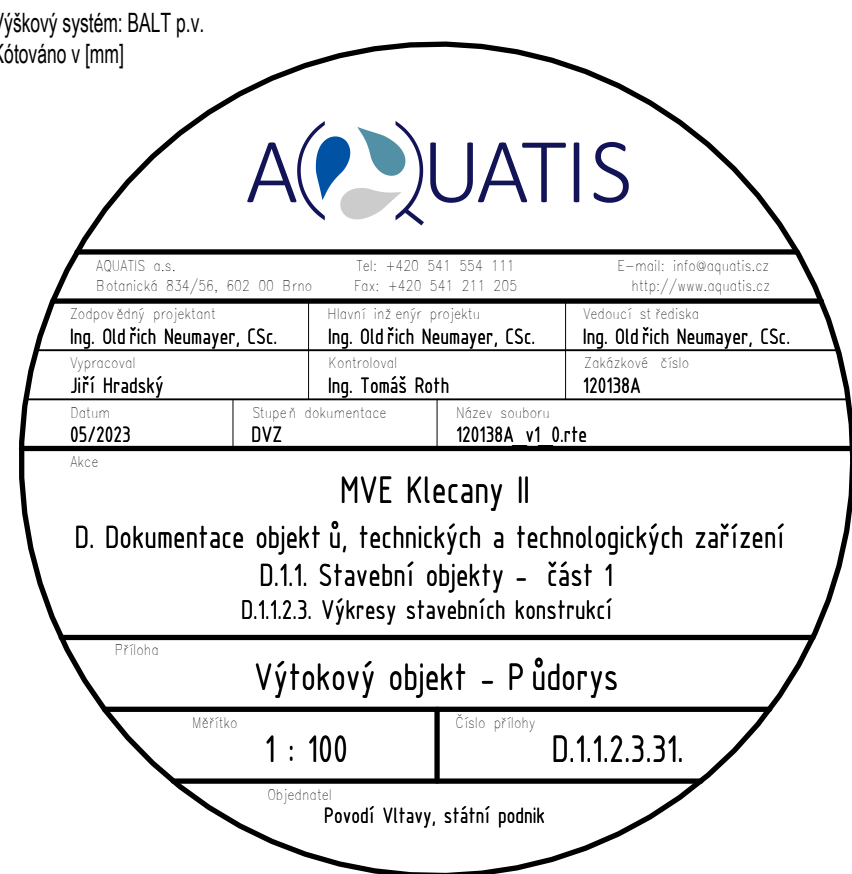 Výškový systém: BALT p.v.
Kótováno v [mm]
AQUATIS
AQUATIS a.s. Tel: +420 541 554 111 E-mail: info@aquatis.cz
Botanická 834/56, 602 00 Brno Fax: +420 541 211 205 http://www.aquatis.cz
Zodpovědný projektant Hlavní inženýr projektu Vedoucí střediska
Ing. Oldřich Neumayer, CSc. Ing. Oldřich Neumayer, CSc. Ing. Oldřich Neumayer, CSc.
Vypracoval Kontroloval Zakázkové číslo
Jiří Hradský Ing. Tomáš Roth 120138A
Datum Stupeň dokumentace Název souboru
05/2023 DVZ 120138A_v1_0.rte
Akce
MVE Klecany II
D. Dokumentace objektů, technických a technologických zařízení
D.1.1. Stavební objekty - část 1
D.1.1.2.3. Výkresy stavebních konstrukcí
Příloha
Výtokový objekt - Půdorys
Měřítko Číslo přílohy
1 : 100 D.1.1.2.3.31.
Objednatel
Povodí Vltavy, státní podnik